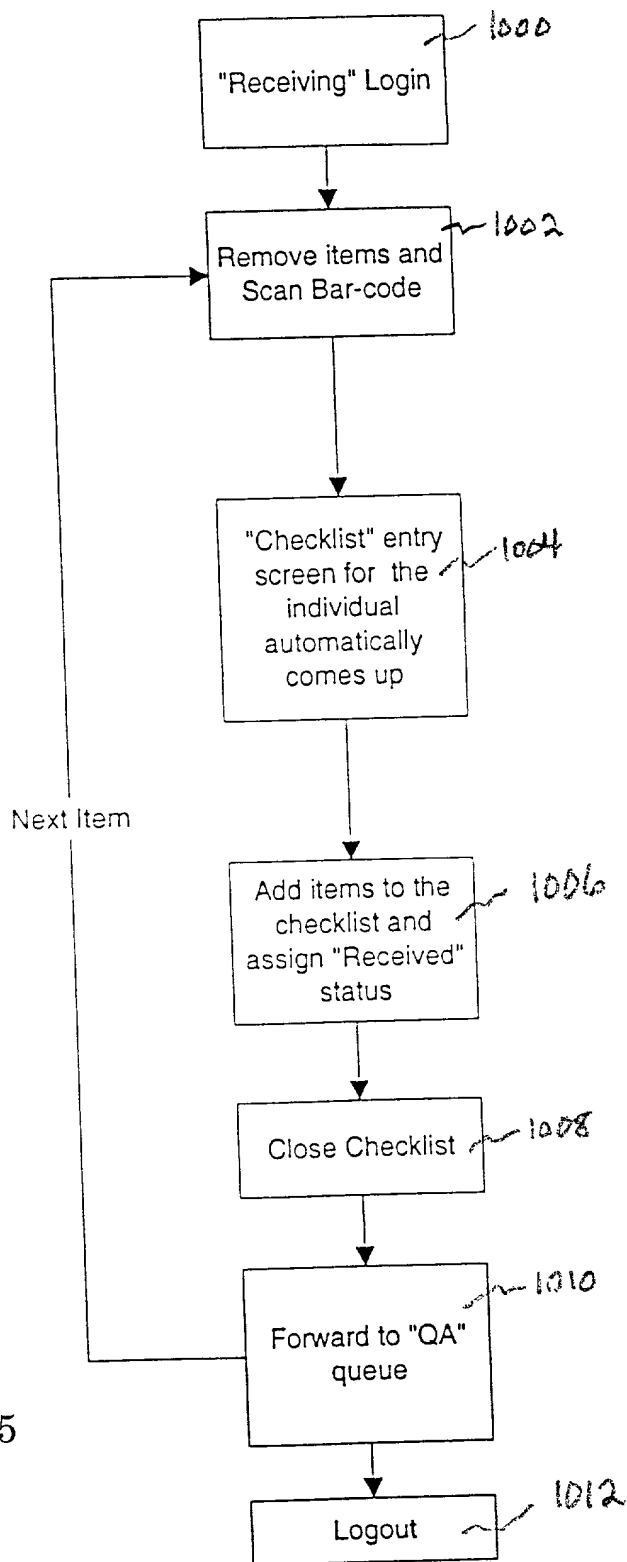 1000
"Receiving" Login
1002
Remove items and
Scan Bar-code
"Checklist" entry
screen for the
individual
automatically
comes up
1004
Next Item
Add items to the
checklist and
assign "Received"
status
1006
Close Checklist
1008
1010
Forward to "QA"
queue
5
1012
Logout